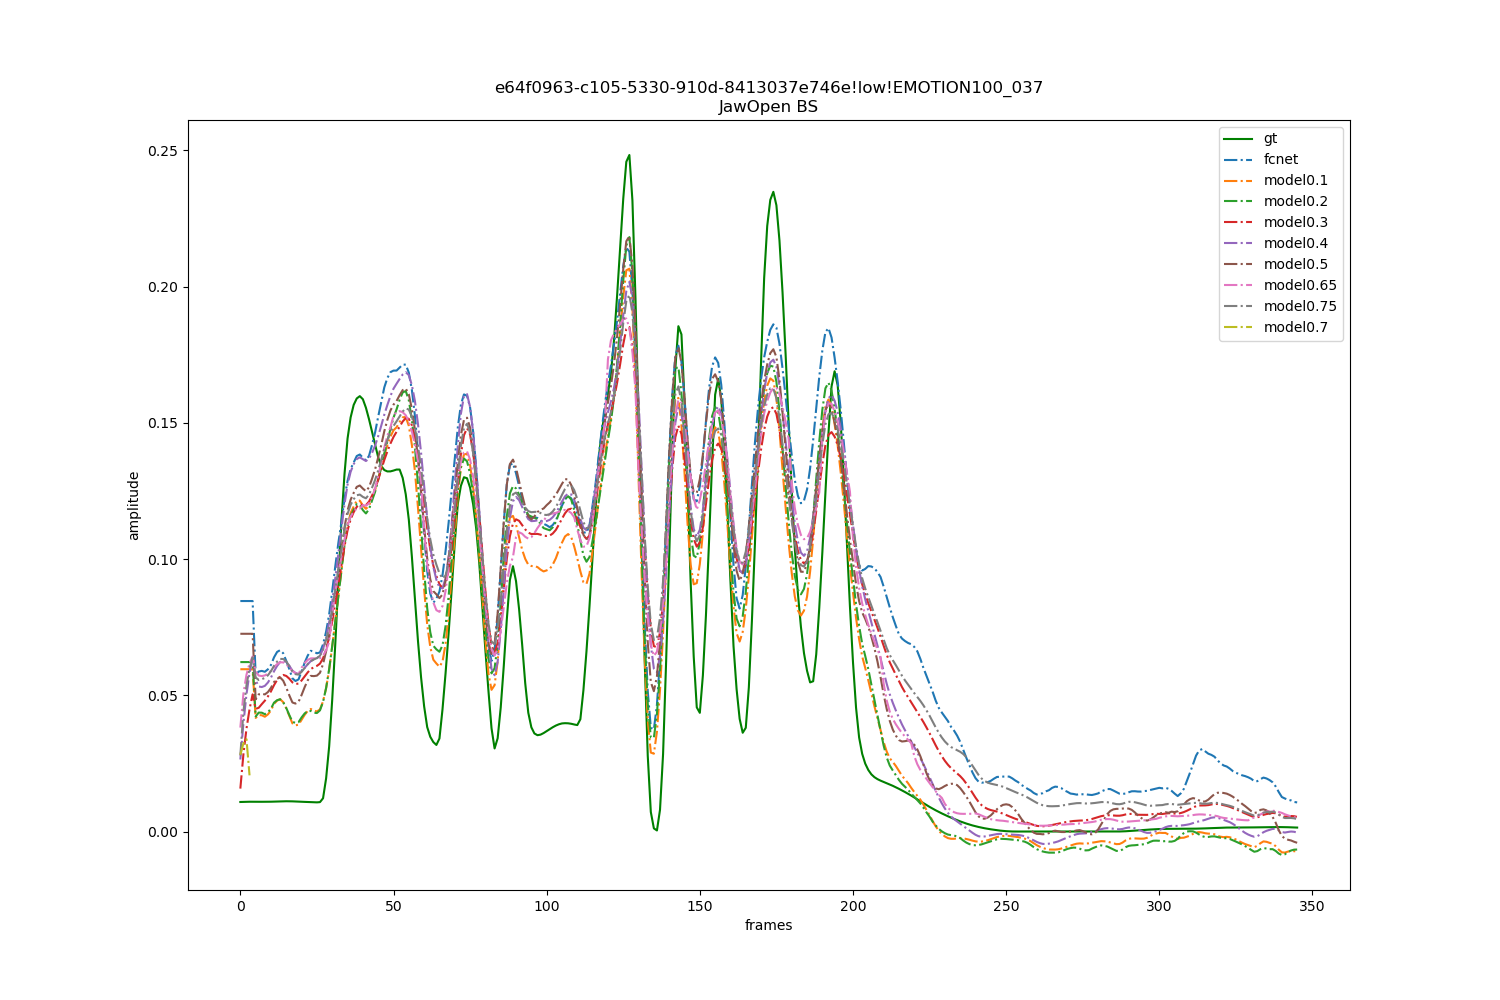 e64f0963-c105-5330-910d-8413037e746e!low!EMOTION100_037
JawOpen BS
gt
fcnet
model0.1
model0.2
model0.3
model0.4
model0.5
model0.65
model0.75
model0.7
amplitude
0.25
0.20
0.15
0.10
0.05
0.00
0
50
100
150
200
250
300
350
frames